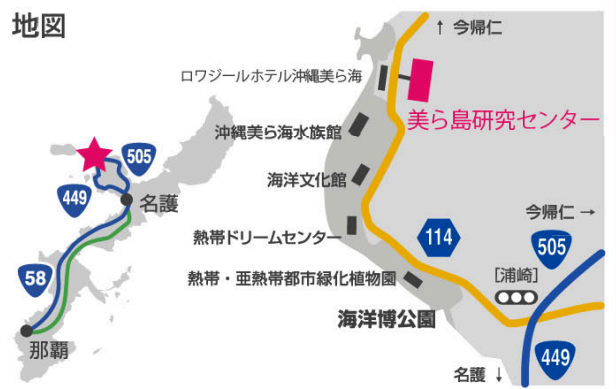 地図
↑ 今帰仁
ロワジールホテル沖縄美ら海
美ら島研究センター
沖縄美ら海水族館
505
海洋文化館
449
名護
今帰仁 →
熱帯ドリームセンター
114
505
58
熱帯・亜熱帯都市緑化植物園
[浦崎]
海洋博公園
那覇
449
名護 ↓